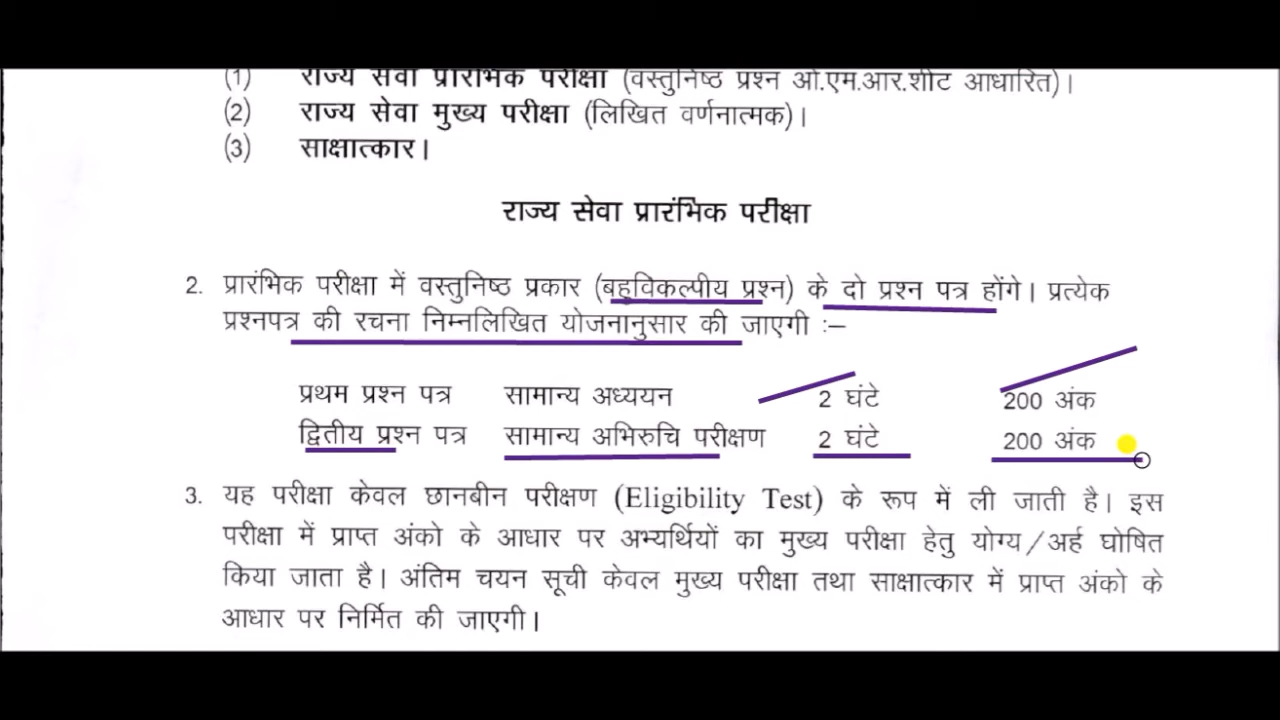 (1) राज्य सेवा प्रारंभिक परीक्षा (वस्तुनिष्ठ प्रश्न ओ.एम.आर.शीट आधारित)।
(2) राज्य सेवा मुख्य परीक्षा (लिखित वर्णनात्मक)।
(3) साक्षात्कार।
राज्य सेवा प्रारंभिक परीक्षा
2. प्रारंभिक परीक्षा में वस्तुनिष्ठ प्रकार (बहुविकल्पीय प्रश्न) के दो प्रश्न पत्र होंगे। प्रत्येक
प्रश्नपत्र की रचना निम्नलिखित योजनानुसार की जाएगी :–
प्रथम प्रश्न पत्र सामान्य अध्ययन 2 घंटे 200 अंक
द्वितीय प्रश्न पत्र सामान्य अभिरुचि परीक्षण 2 घंटे 200 अंक
3. यह परीक्षा केवल छानबीन परीक्षण (Eligibility Test) के रूप में ली जाती है। इस
परीक्षा में प्राप्त अंको के आधार पर अभ्यर्थियों का मुख्य परीक्षा हेतु योग्य/अर्ह घोषित
किया जाता है। अंतिम चयन सूची केवल मुख्य परीक्षा तथा साक्षात्कार में प्राप्त अंको के
आधार पर निर्मित की जाएगी।